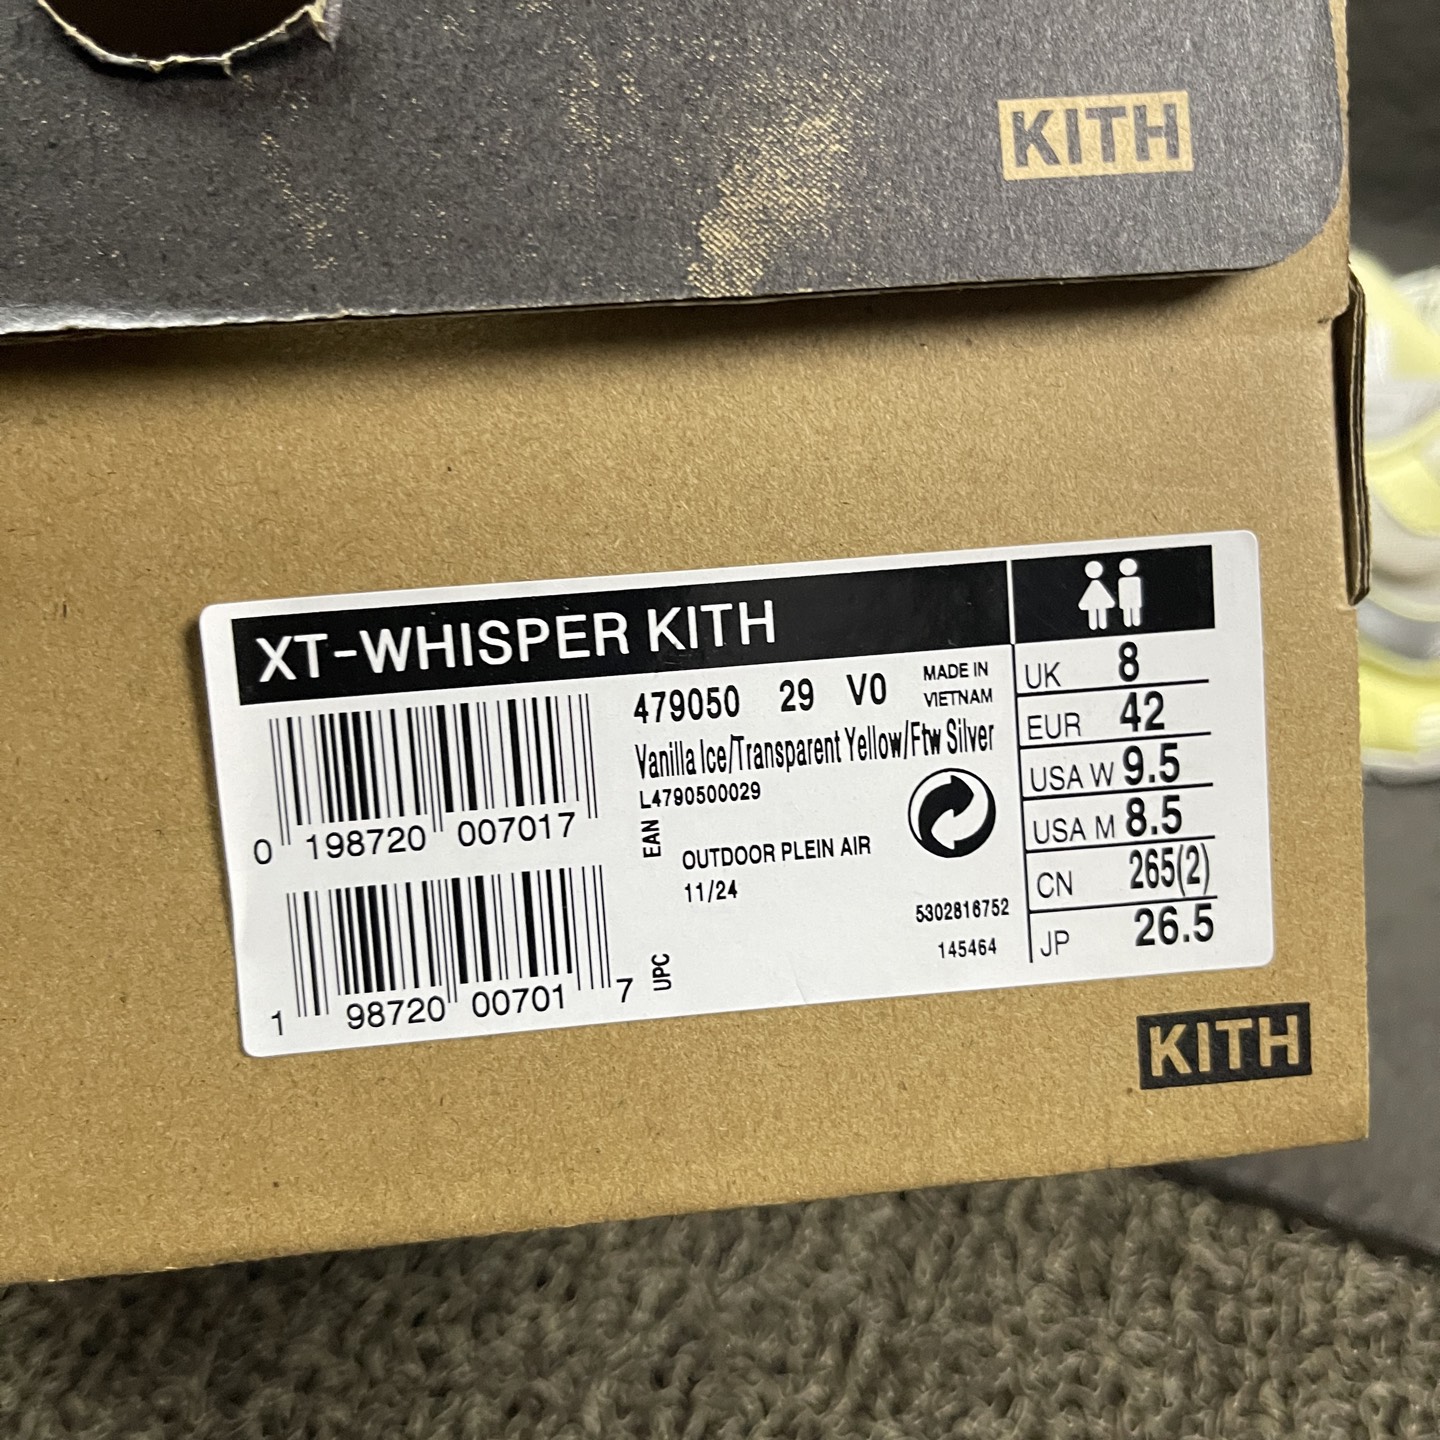 KITH
XT-WHISPER KITH
479050 29 V0
MADE IN
VIETNAM
Vanilla Ice/Transparent Yellow/Ftw Silver
L4790500029
0 198720 007017
EAN
OUTDOOR PLEIN AIR
11/24
5302816752
145464
1 98720 00701 7
UPC
UK 8
EUR 42
USA W 9.5
USA M 8.5
CN 265(2)
JP 26.5
KITH